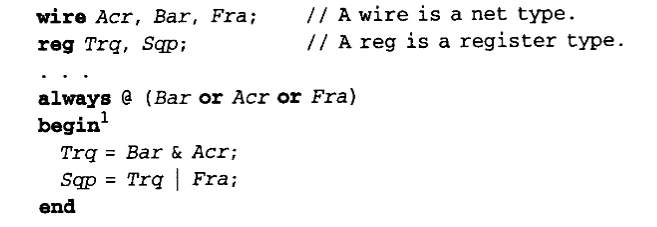 wire Acr, Bar, Fra; // A wire is a net type.
reg Trq, Sqp; // A reg is a register type.
. . .
always @ (Bar or Acr or Fra)
begin1
Trq = Bar & Acr;
Sqp = Trq | Fra;
end